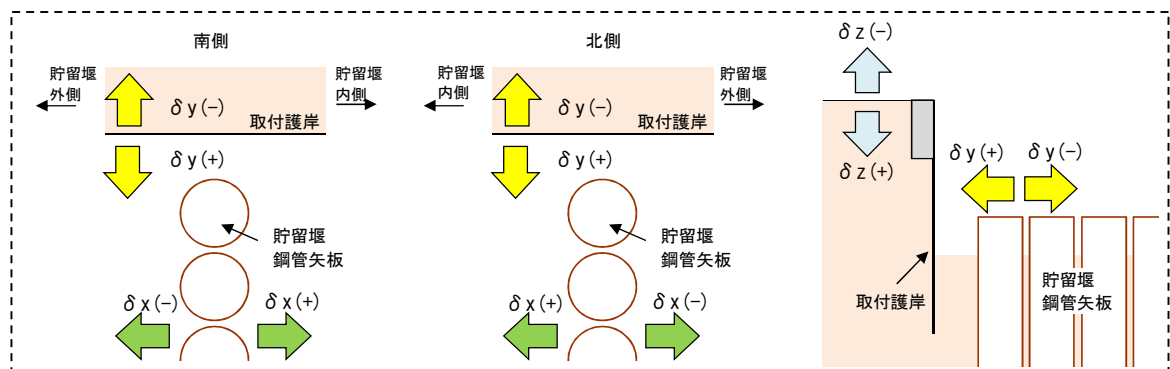 南側
貯留堰
外側
δy(−)
貯留堰
内側
取付護岸
δy(+)
貯留堰
鋼管矢板
δx(−)
δx(+)
北側
貯留堰
内側
δy(−)
貯留堰
外側
取付護岸
δy(+)
貯留堰
鋼管矢板
δx(+)
δx(−)
δz(−)
δz(+)
δy(+)
δy(−)
取付護岸
貯留堰
鋼管矢板